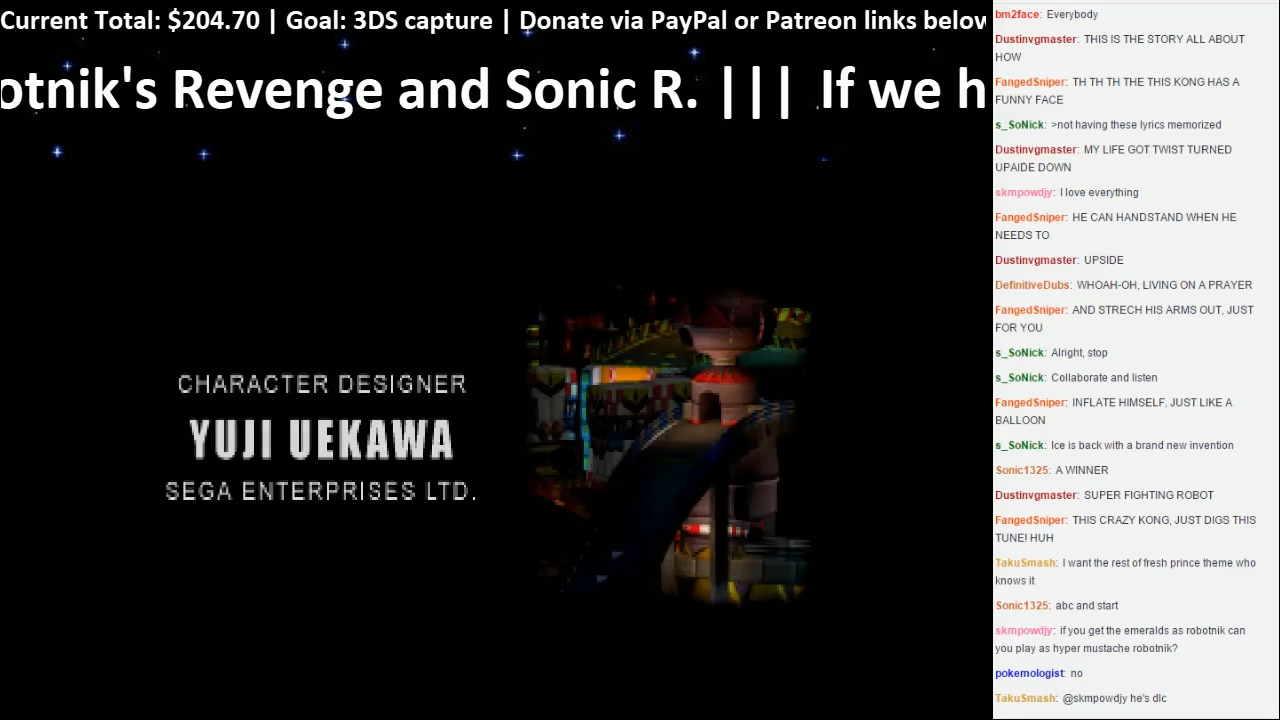 Current Total: $204.70 | Goal: 3DS capture | Donate via PayPal or Patreon links below
otnik's Revenge and Sonic R. ||| If we h
CHARACTER DESIGNER
YUJI UEKAWA
SEGA ENTERPRISES LTD.
bm2face: Everybody
Dustinvgmaster: THIS IS THE STORY ALL ABOUT
HOW
FangedSniper: TH TH TH THE THIS KONG HAS A
FUNNY FACE
s_SoNick: >not having these lyrics memorized
Dustinvgmaster: MY LIFE GOT TWIST TURNED
UPAIDE DOWN
skmpowdjy: I love everything
FangedSniper: HE CAN HANDSTAND WHEN HE
NEEDS TO
Dustinvgmaster: UPSIDE
DefinitiveDubs: WHOAH-OH, LIVING ON A PRAYER
FangedSniper: AND STRECH HIS ARMS OUT, JUST
FOR YOU
s_SoNick: Alright, stop
s_SoNick: Collaborate and listen
FangedSniper: INFLATE HIMSELF, JUST LIKE A
BALLOON
s_SoNick: Ice is back with a brand new invention
Sonic1325: A WINNER
Dustinvgmaster: SUPER FIGHTING ROBOT
FangedSniper: THIS CRAZY KONG, JUST DIGS THIS
TUNE! HUH
TakuSmash: I want the rest of fresh prince theme who
knows it
Sonic1325: abc and start
skmpowdjy: if you get the emeralds as robotnik can
you play as hyper mustache robotnik?
pokemologist: no
TakuSmash: @skmpowdjy he's dlc